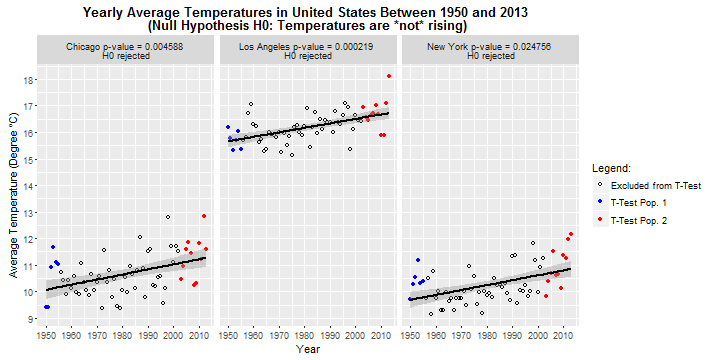 Yearly Average Temperatures in United States Between 1950 and 2013
(Null Hypothesis H0: Temperatures are *not* rising)
Chicago p-value = 0.004588
H0 rejected
Los Angeles p-value = 0.000219
H0 rejected
New York p-value = 0.024756
H0 rejected
Average Temperature (Degree °C)
18
17
16
15
14
13
12
11
10
9
1950 1960 1970 1980 1990 2000 2010
1950 1960 1970 1980 1990 2000 2010
1950 1960 1970 1980 1990 2000 2010
Year
Legend:
Excluded from T-Test
T-Test Pop. 1
T-Test Pop. 2